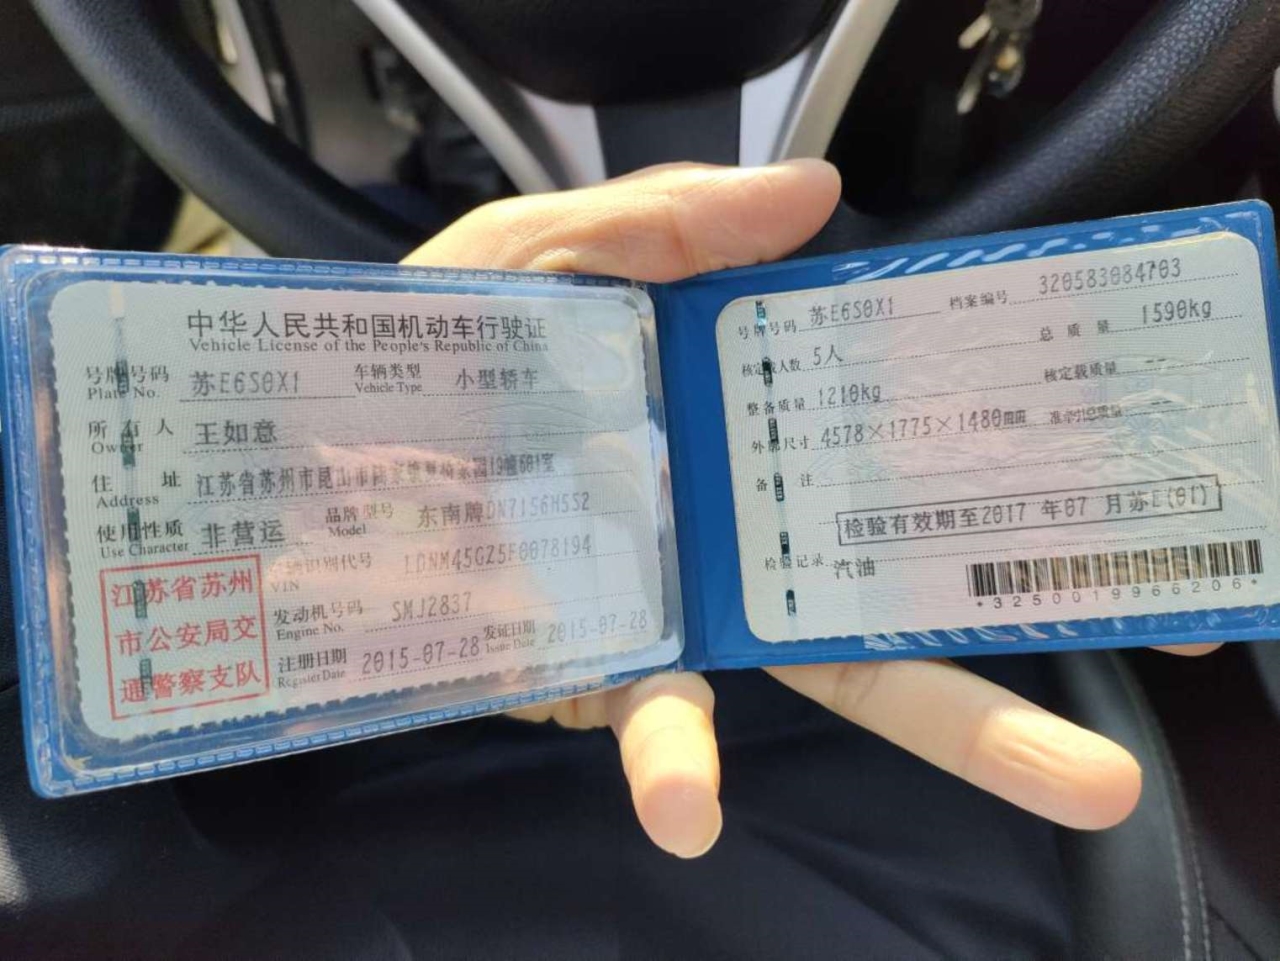 中华人民共和国机动车行驶证
Vehicle License of the People's Republic of China
号牌号码 苏E6S0X1 车辆类型 小型轿车
Plate No. Vehicle Type
所有人 王如意
Owner
住址 江苏省苏州市昆山市陆家镇
Address
使用性质 非营运 品牌型号 东南牌DN7156H5S2
Use Character Model
车辆识别代号 LDNM45GZ5F0078194
VIN
发动机号码 SMJ2837
Engine No.
注册日期 2015-07-28 发证日期 2015-07-28
Register Date Issue Date
江苏省苏州
市公安局交
通警察支队
号牌号码 苏E6S0X1 档案编号 320583084703
核定载人数 5人 总质量 1590kg
整备质量 1210kg 核定载质量 --
外廓尺寸 4578×1775×1480mm 准牵引总质量 --
备注
检验有效期至2017年07月苏E(01)
检验记录 汽油
*3250019966206*